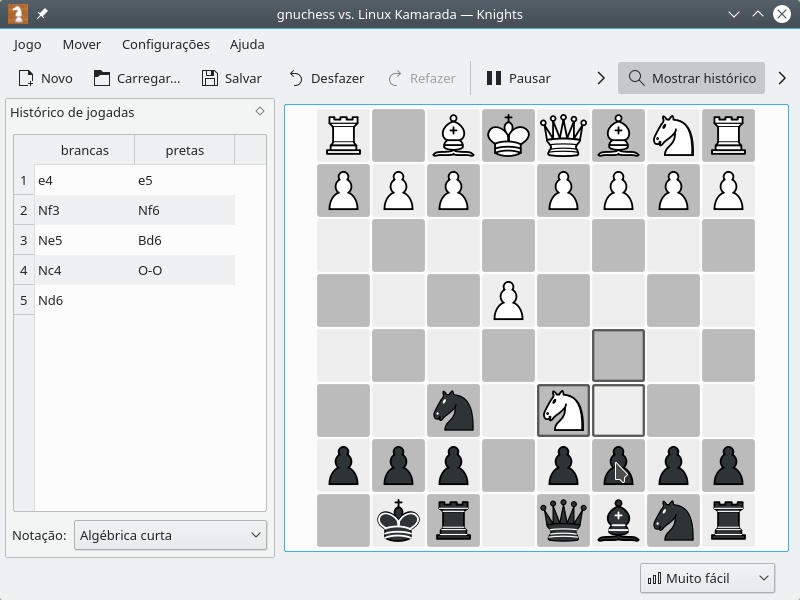 gnuchess vs. Linux Kamarada — Knights
Jogo Mover Configurações Ajuda
Novo Carregar... Salvar Desfazer Refazer Pausar Mostrar histórico
Histórico de jogadas
brancas pretas
1 e4 e5
2 Nf3 Nf6
3 Ne5 Bd6
4 Nc4 O-O
5 Nd6
Notação: Algébrica curta
Muito fácil